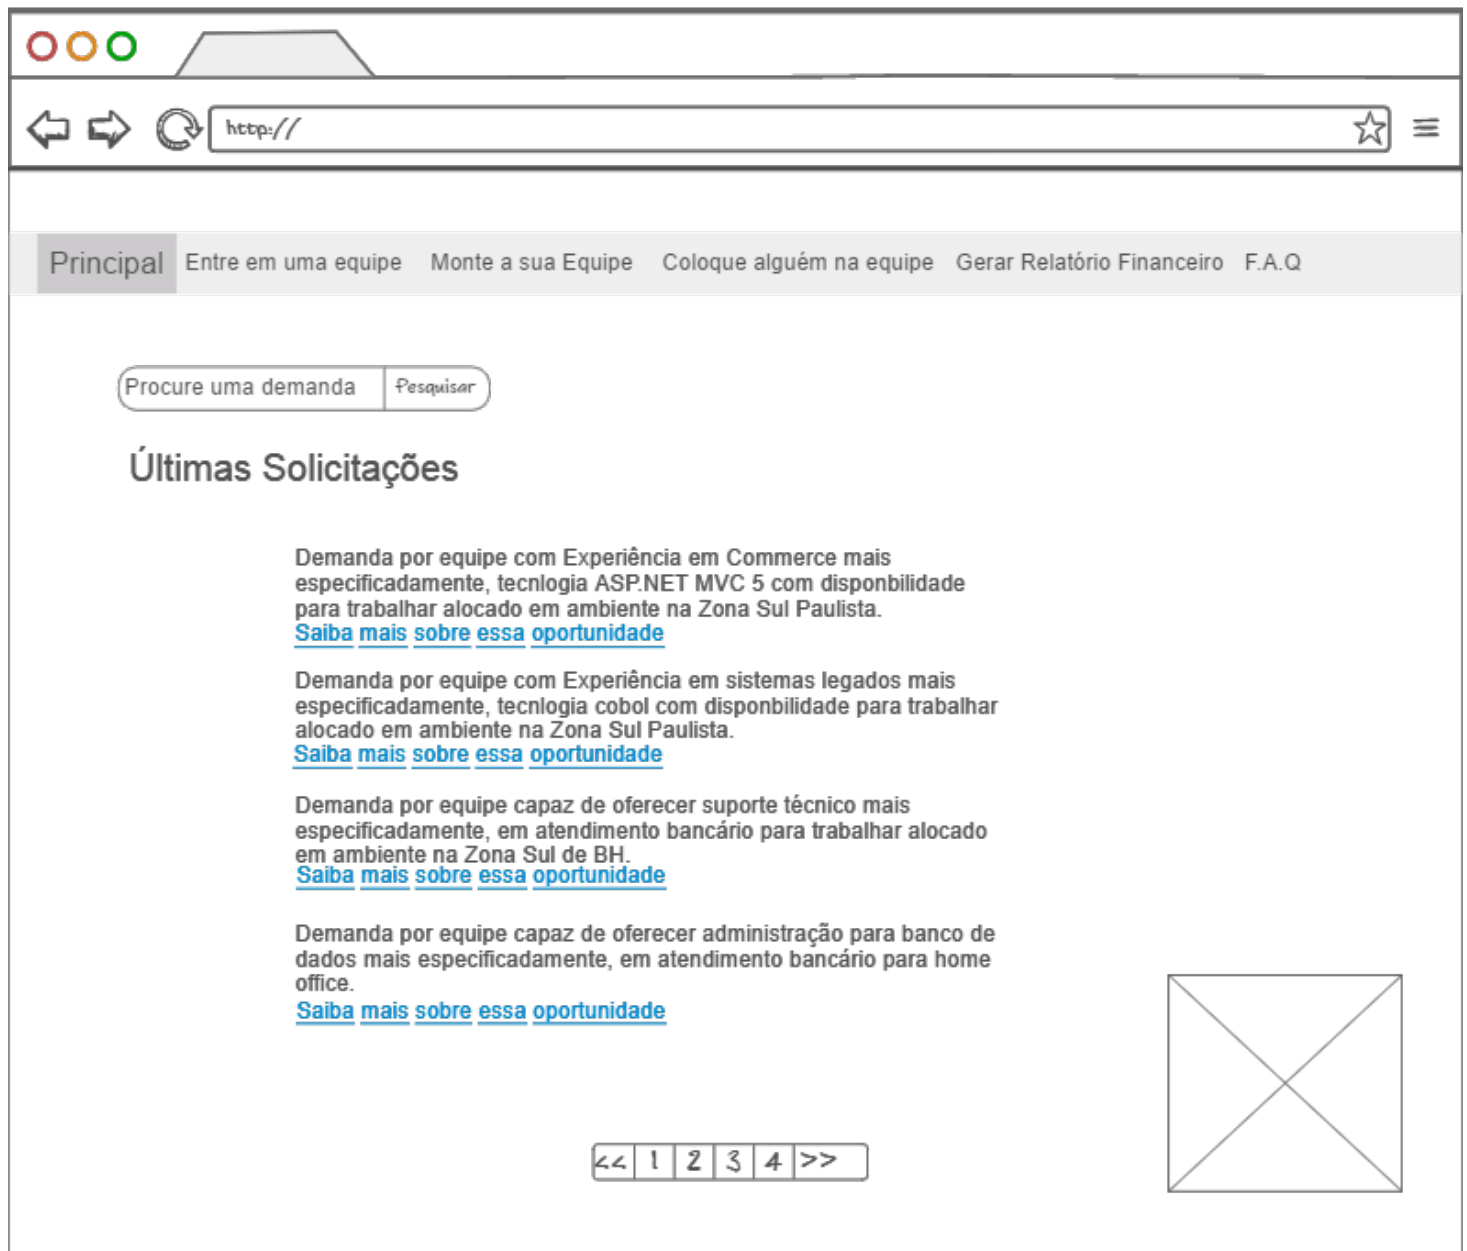 http://
Principal Entre em uma equipe Monte a sua Equipe Coloque alguém na equipe Gerar Relatório Financeiro F.A.Q
Procure uma demanda Pesquisar
Últimas Solicitações
Demanda por equipe com Experiência em Commerce mais
especificadamente, tecnlogia ASP.NET MVC 5 com disponbilidade
para trabalhar alocado em ambiente na Zona Sul Paulista.
Saiba mais sobre essa oportunidade
Demanda por equipe com Experiência em sistemas legados mais
especificadamente, tecnlogia cobol com disponbilidade para trabalhar
alocado em ambiente na Zona Sul Paulista.
Saiba mais sobre essa oportunidade
Demanda por equipe capaz de oferecer suporte técnico mais
especificadamente, em atendimento bancário para trabalhar alocado
em ambiente na Zona Sul de BH.
Saiba mais sobre essa oportunidade
Demanda por equipe capaz de oferecer administração para banco de
dados mais especificadamente, em atendimento bancário para home
office.
Saiba mais sobre essa oportunidade
<< 1 2 3 4 >>